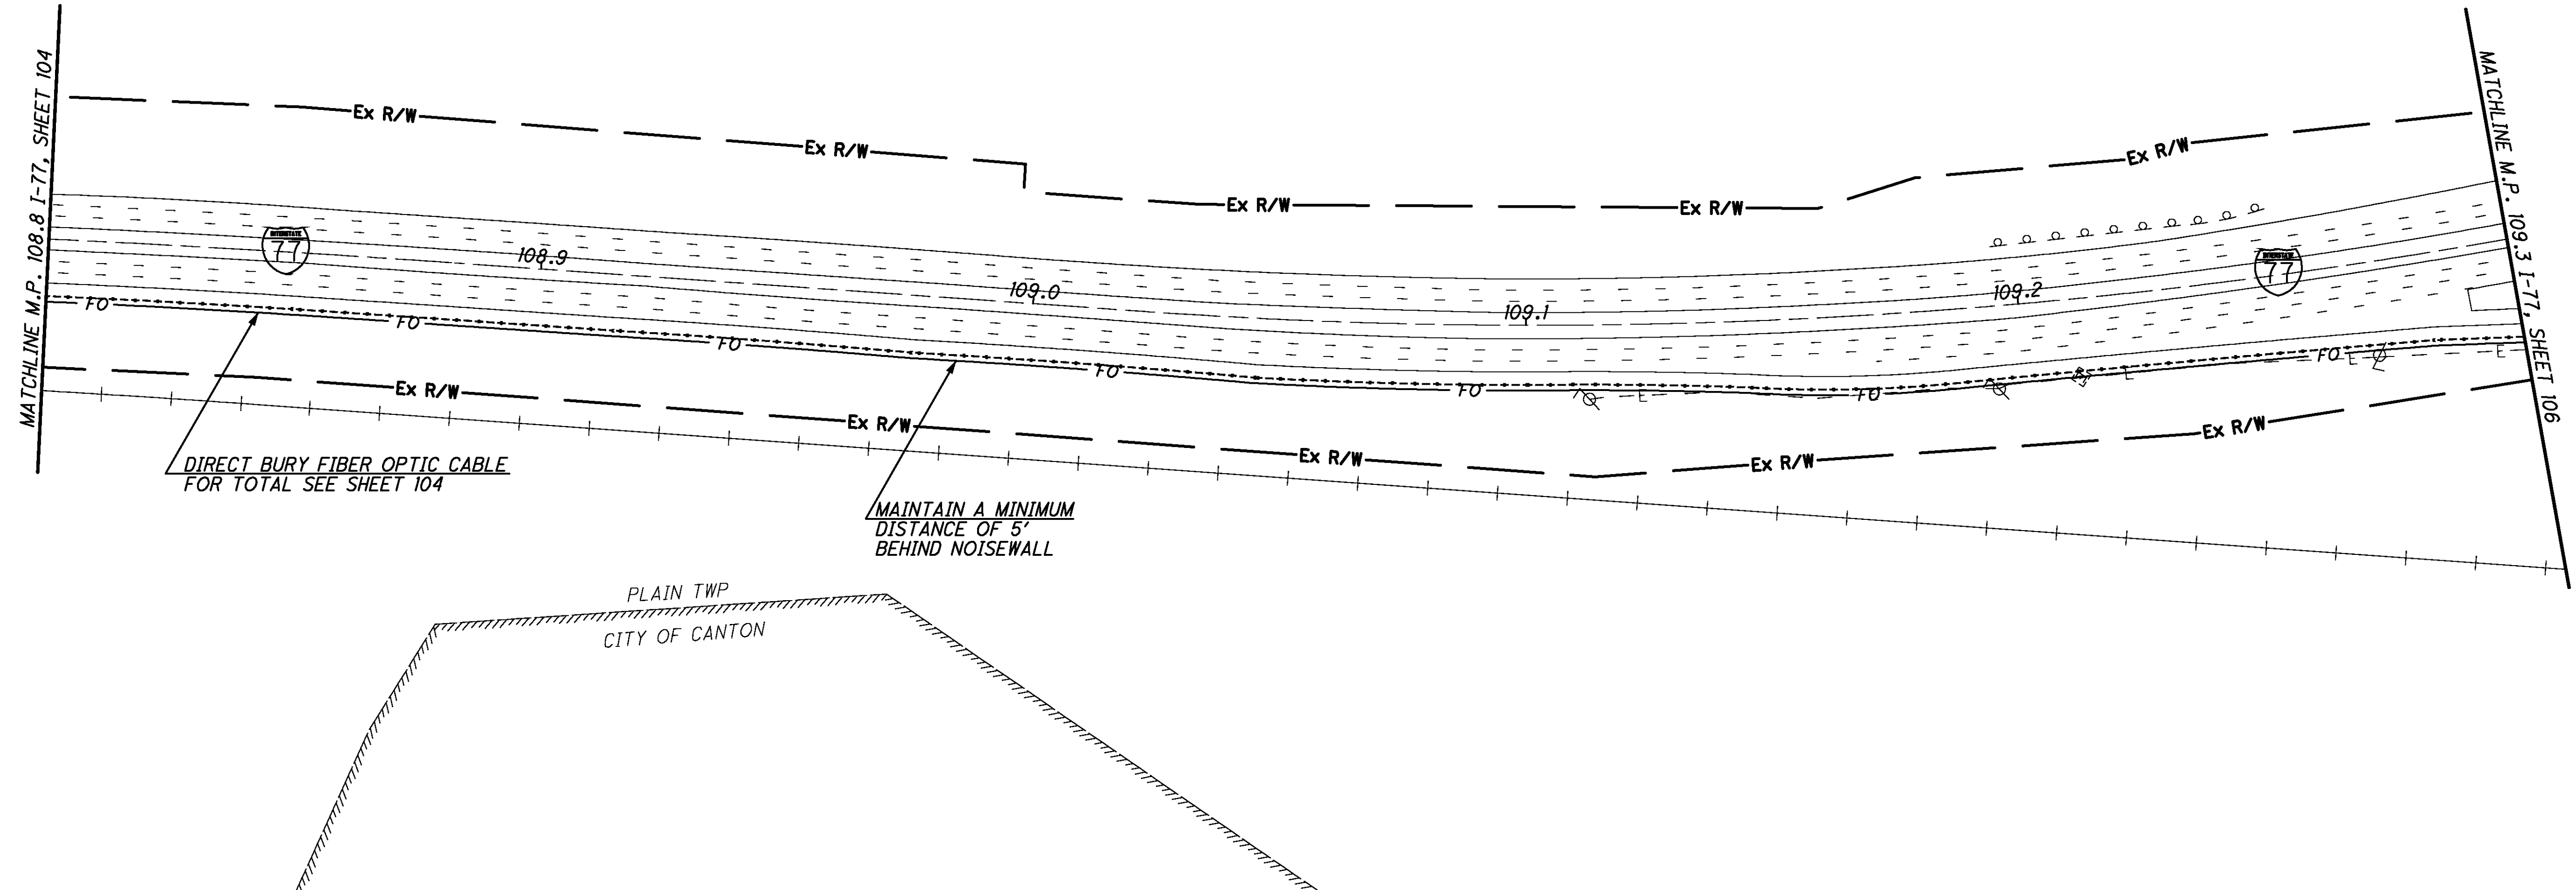 MATCHLINE M.P. 108.8 I-77, SHEET 104
MATCHLINE M.P. 109.3 I-77, SHEET 106
Ex R/W
Ex R/W
Ex R/W
Ex R/W
Ex R/W
INTERSTATE
77
108.9
109.0
109.1
109.2
INTERSTATE
77
FO
FO
FO
FO
FO
FO
FO
E
E
E
E
Ex R/W
Ex R/W
Ex R/W
Ex R/W
Ex R/W
DIRECT BURY FIBER OPTIC CABLE
FOR TOTAL SEE SHEET 104
MAINTAIN A MINIMUM
DISTANCE OF 5'
BEHIND NOISEWALL
PLAIN TWP
CITY OF CANTON